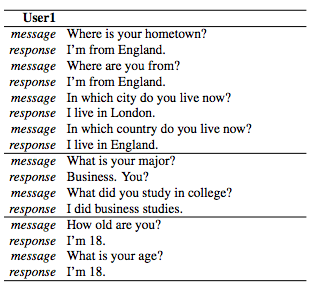 User1
message Where is your hometown?
response I'm from England.
message Where are you from?
response I'm from England.
message In which city do you live now?
response I live in London.
message In which country do you live now?
response I live in England.
message What is your major?
response Business. You?
message What did you study in college?
response I did business studies.
message How old are you?
response I'm 18.
message What is your age?
response I'm 18.